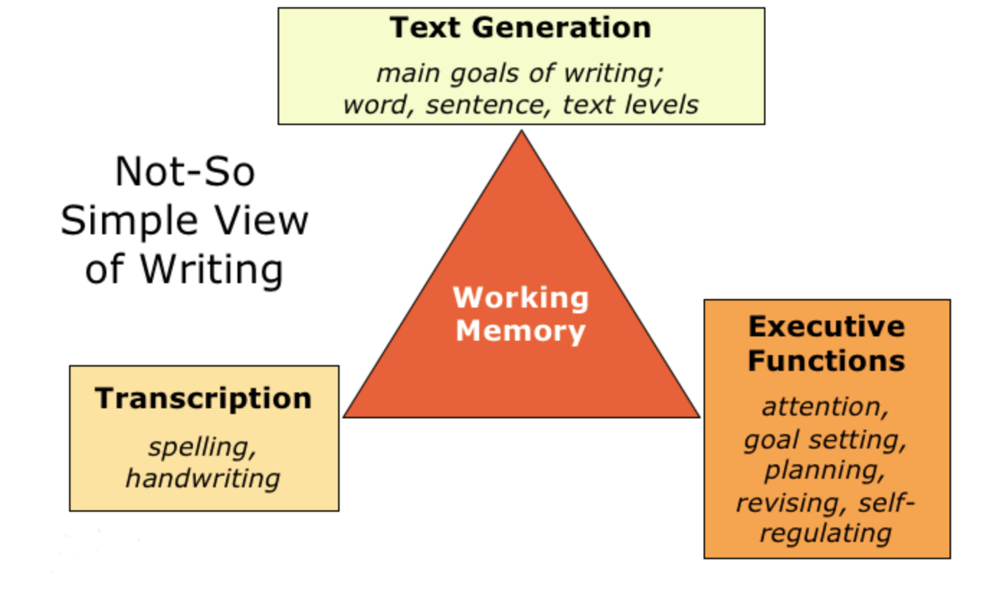 Text Generation
main goals of writing;
word, sentence, text levels
Not-So
Simple View
of Writing
Working
Memory
Transcription
spelling,
handwriting
Executive
Functions
attention,
goal setting,
planning,
revising, self-
regulating